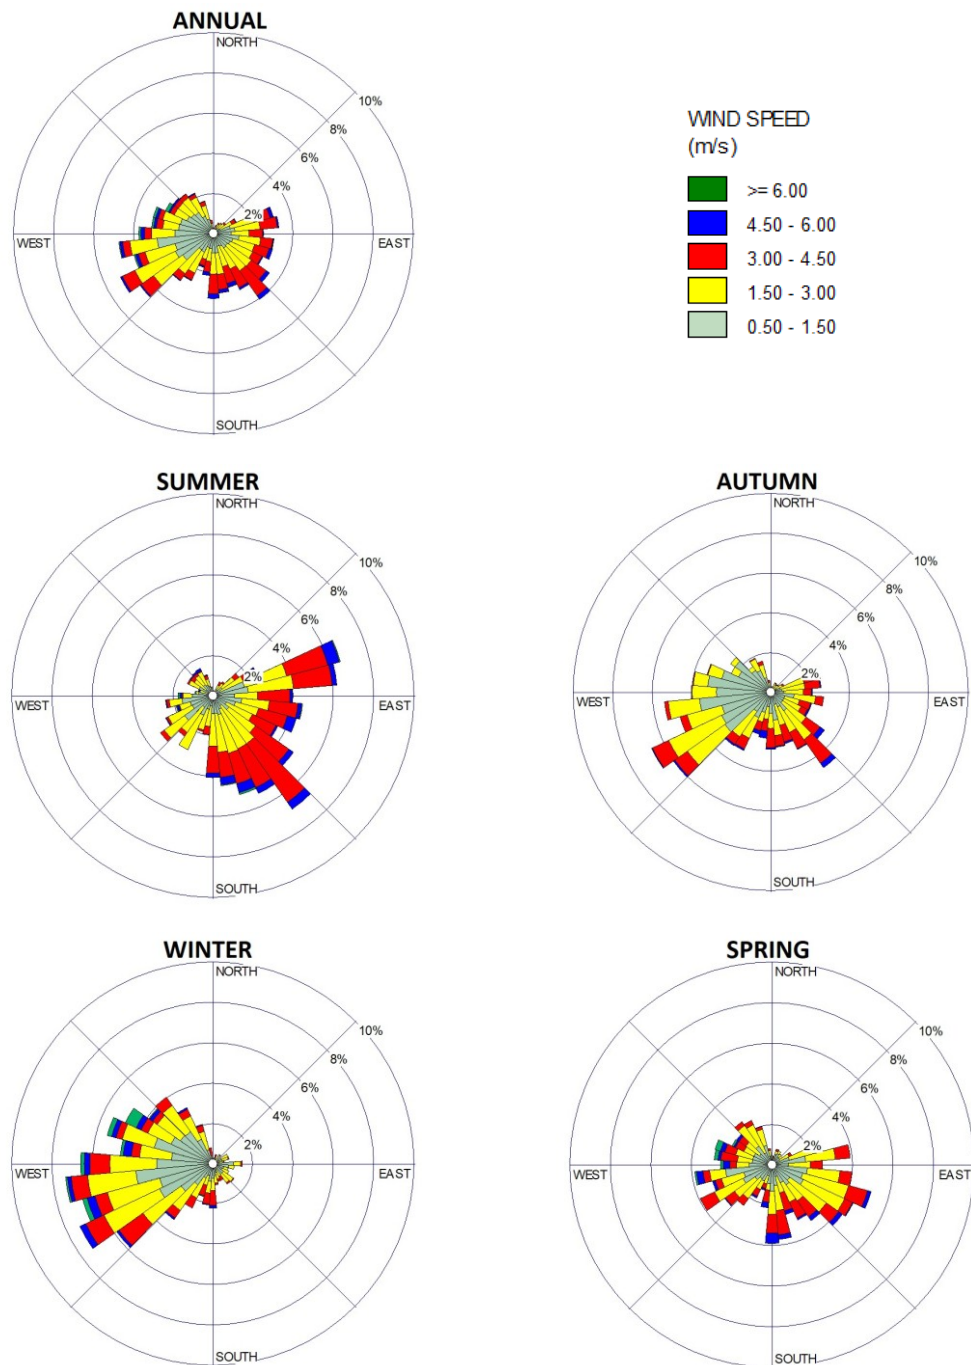 ANNUAL
NORTH
10%
8%
6%
4%
2%
WEST
EAST
SOUTH
WIND SPEED
(m/s)
>= 6.00
4.50 - 6.00
3.00 - 4.50
1.50 - 3.00
0.50 - 1.50
SUMMER
NORTH
10%
8%
6%
4%
2%
WEST
EAST
SOUTH
AUTUMN
NORTH
10%
8%
6%
4%
2%
WEST
EAST
SOUTH
WINTER
NORTH
10%
8%
6%
4%
2%
WEST
EAST
SOUTH
SPRING
NORTH
10%
8%
6%
4%
2%
WEST
EAST
SOUTH